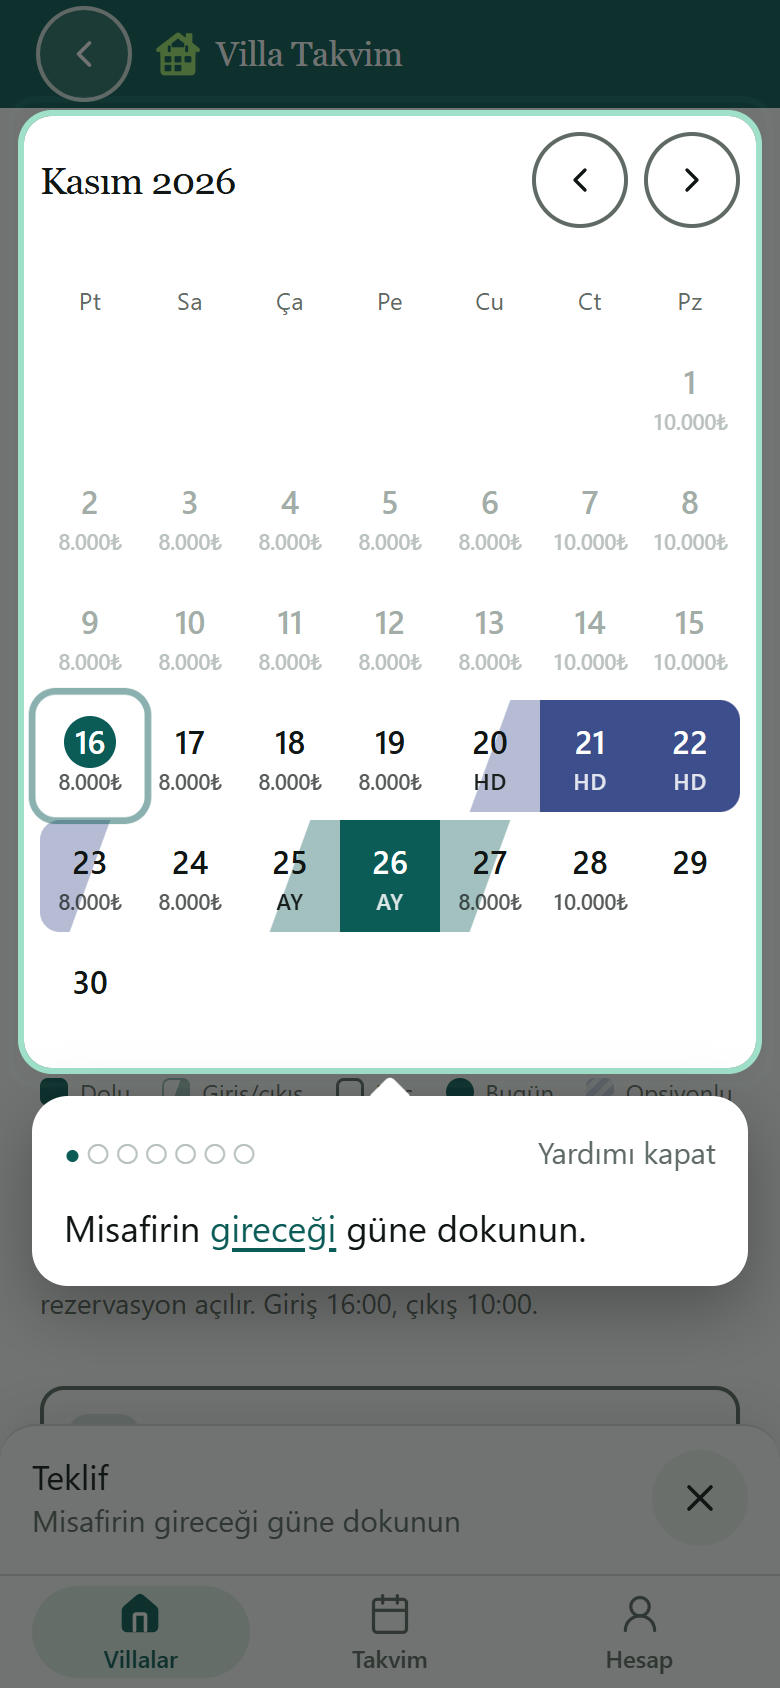 Villa Takvim
Kasım 2026
Pt Sa Ça Pe Cu Ct Pz
1
10.000₺
2 3 4 5 6 7 8
8.000₺ 8.000₺ 8.000₺ 8.000₺ 8.000₺ 10.000₺ 10.000₺
9 10 11 12 13 14 15
8.000₺ 8.000₺ 8.000₺ 8.000₺ 8.000₺ 10.000₺ 10.000₺
16 17 18 19 20 21 22
8.000₺ 8.000₺ 8.000₺ 8.000₺ HD HD HD
23 24 25 26 27 28 29
8.000₺ 8.000₺ AY AY 8.000₺ 10.000₺
30
Dolu Giriş/çıkış Bugün Opsiyonlu
Yardımı kapat
Misafirin gireceği güne dokunun.
rezervasyon açılır. Giriş 16:00, çıkış 10:00.
Teklif
Misafirin gireceği güne dokunun
Villalar Takvim Hesap